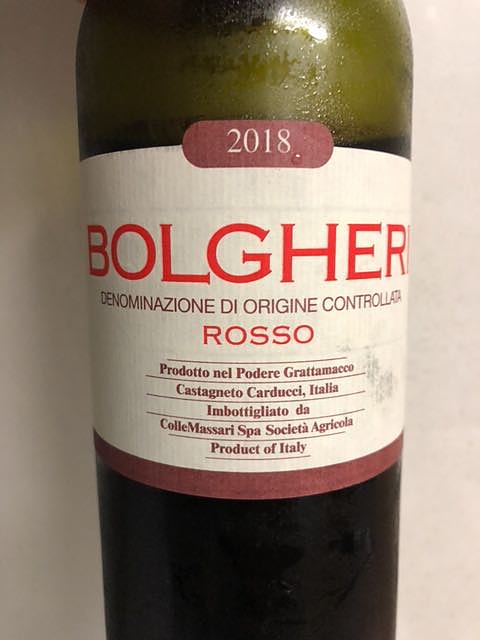 2018
BOLGHERI
DENOMINAZIONE DI ORIGINE CONTROLLATA
ROSSO
Prodotto nel Podere Grattamacco
Castagneto Carducci, Italia
Imbottigliato da
ColleMassari Spa Società Agricola
Product of Italy